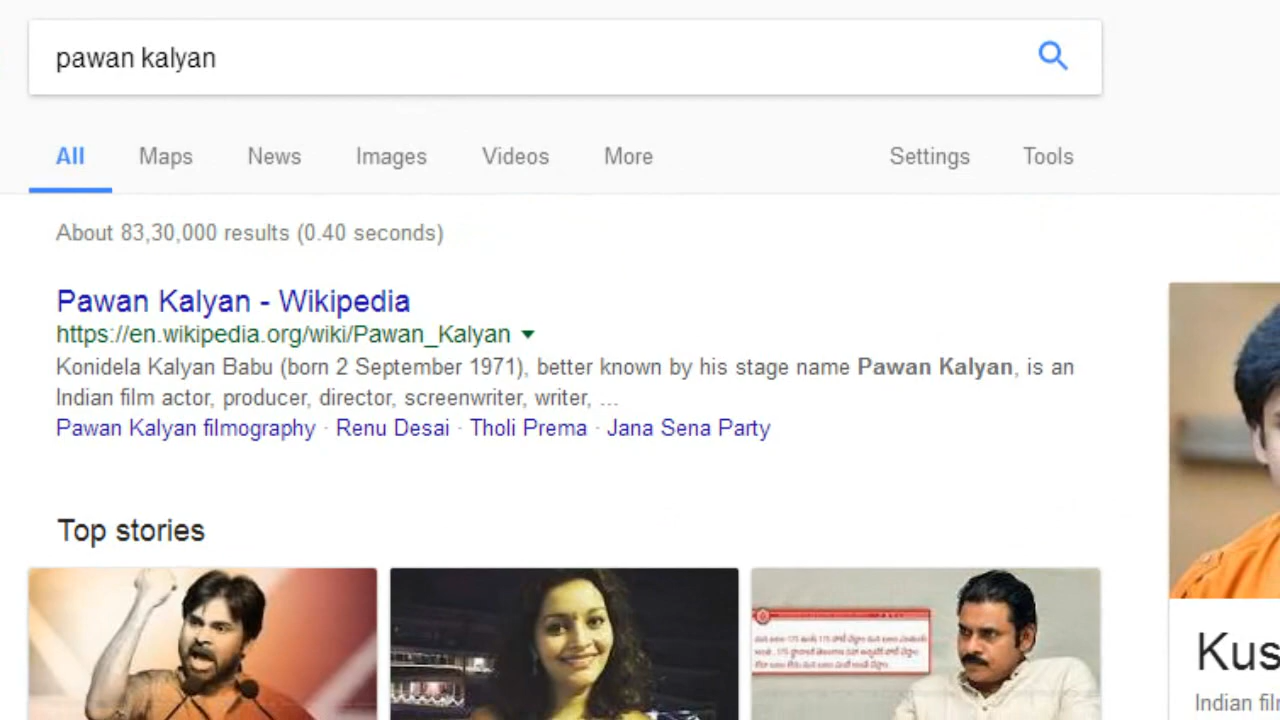 pawan kalyan
All Maps News Images Videos More Settings Tools
About 83,30,000 results (0.40 seconds)
Pawan Kalyan - Wikipedia
https://en.wikipedia.org/wiki/Pawan_Kalyan
Konidela Kalyan Babu (born 2 September 1971), better known by his stage name Pawan Kalyan, is an
Indian film actor, producer, director, screenwriter, writer, ...
Pawan Kalyan filmography · Renu Desai · Tholi Prema · Jana Sena Party
Top stories
Kus
Indian fil